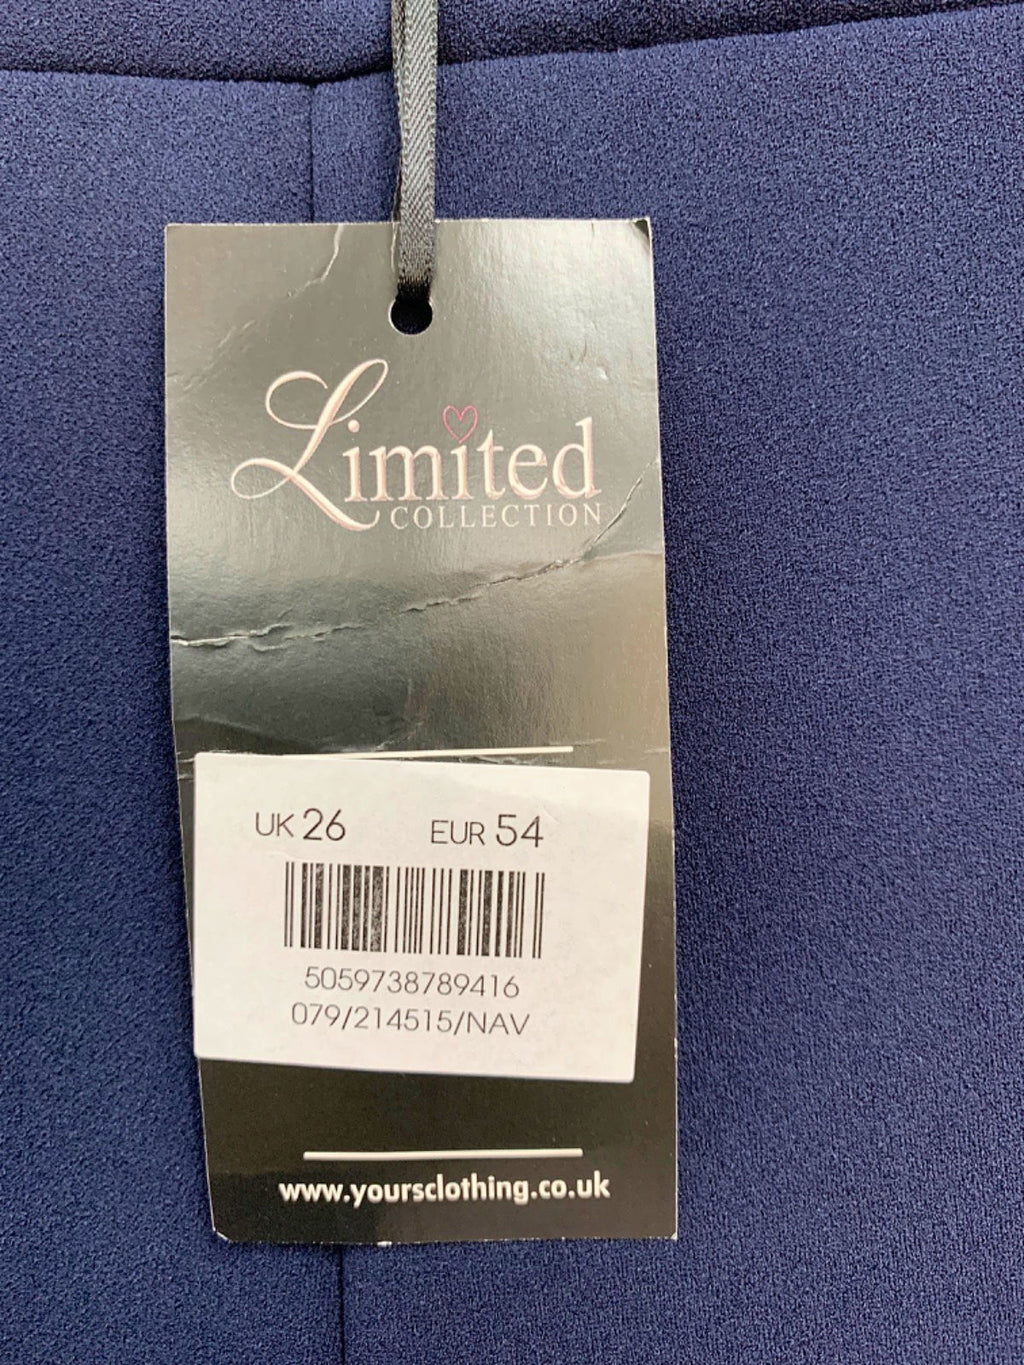 Limited
COLLECTION
UK 26 EUR 54
5059738789416
079/214515/NAV
www.yoursclothing.co.uk